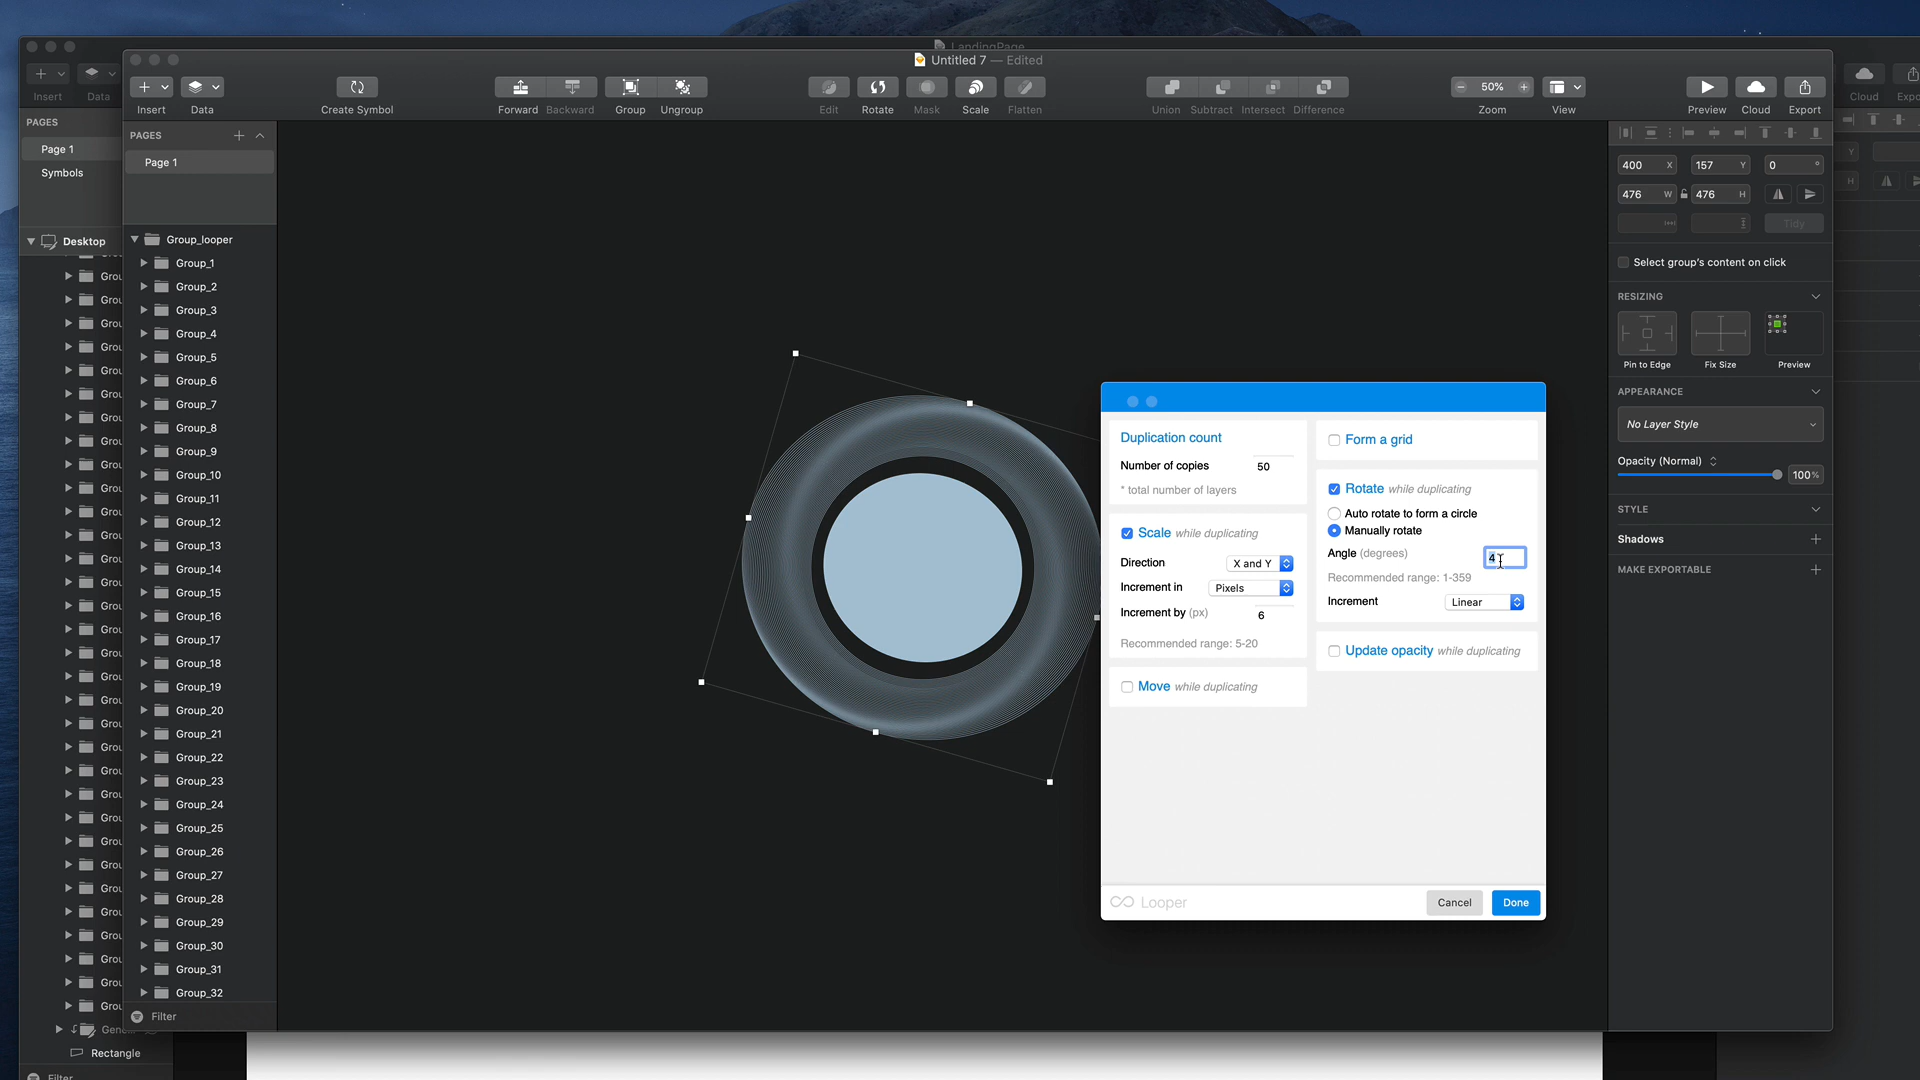 LandingPage
Untitled 7 — Edited
Insert
Data
Create Symbol
Forward
Backward
Group
Ungroup
Edit
Rotate
Mask
Scale
Flatten
Union
Subtract
Intersect
Difference
50%
Zoom
View
Preview
Cloud
Export
Insert
Data
Cloud
PAGES
Page 1
Symbols
Desktop
Rectangle
Filter
PAGES
Page 1
Group_looper
Group_1
Group_2
Group_3
Group_4
Group_5
Group_6
Group_7
Group_8
Group_9
Group_10
Group_11
Group_12
Group_13
Group_14
Group_15
Group_16
Group_17
Group_18
Group_19
Group_20
Group_21
Group_22
Group_23
Group_24
Group_25
Group_26
Group_27
Group_28
Group_29
Group_30
Group_31
Group_32
Filter
Duplication count
Number of copies 50
* total number of layers
Scale while duplicating
Direction X and Y
Increment in Pixels
Increment by (px) 6
Recommended range: 5-20
Move while duplicating
Form a grid
Rotate while duplicating
Auto rotate to form a circle
Manually rotate
Angle (degrees) 4
Recommended range: 1-359
Increment Linear
Update opacity while duplicating
Looper
Cancel
Done
400 X 157 Y 0 °
476 W 476 H
Tidy
Select group's content on click
RESIZING
Pin to Edge
Fix Size
Preview
APPEARANCE
No Layer Style
Opacity (Normal)
100%
STYLE
Shadows
MAKE EXPORTABLE